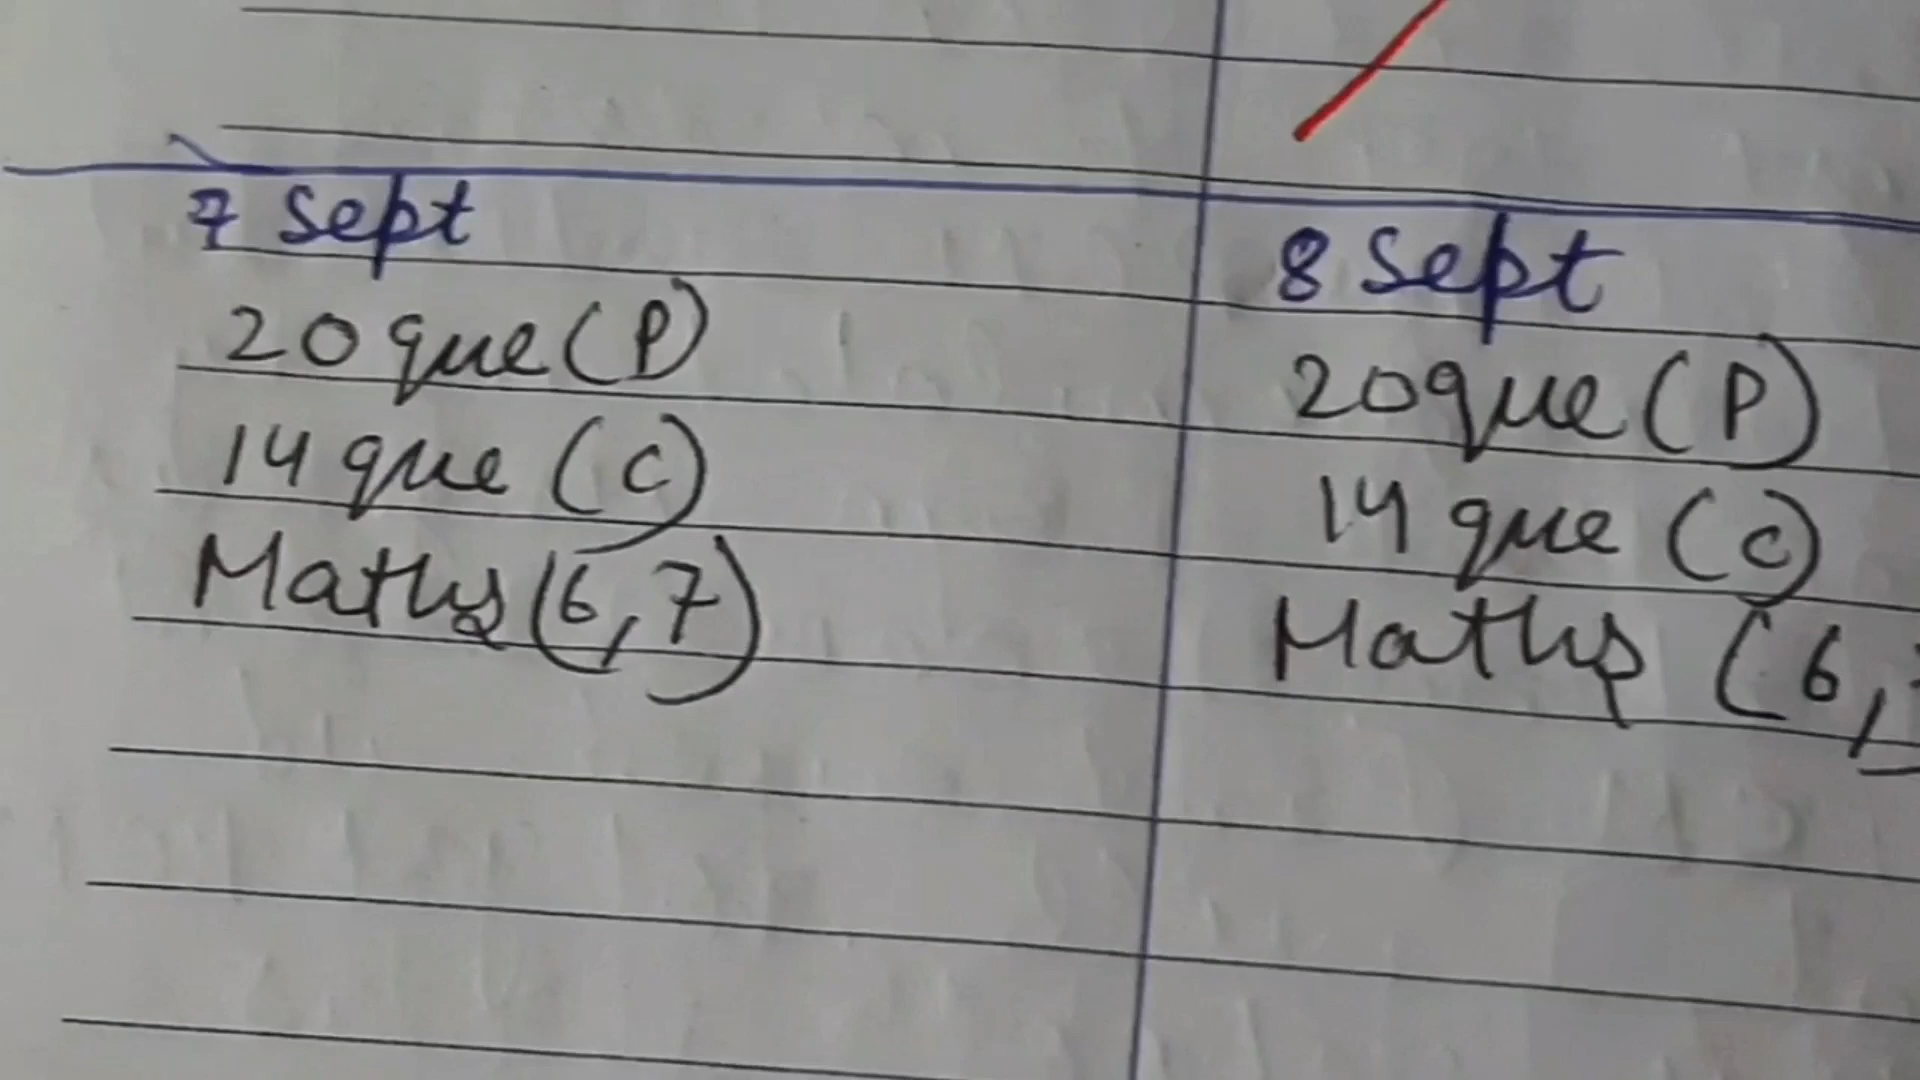 7 Sept
20 que (P)
14 que (C)
Maths (6,7)
8 Sept
20 que (P)
14 que (C)
Maths (6,